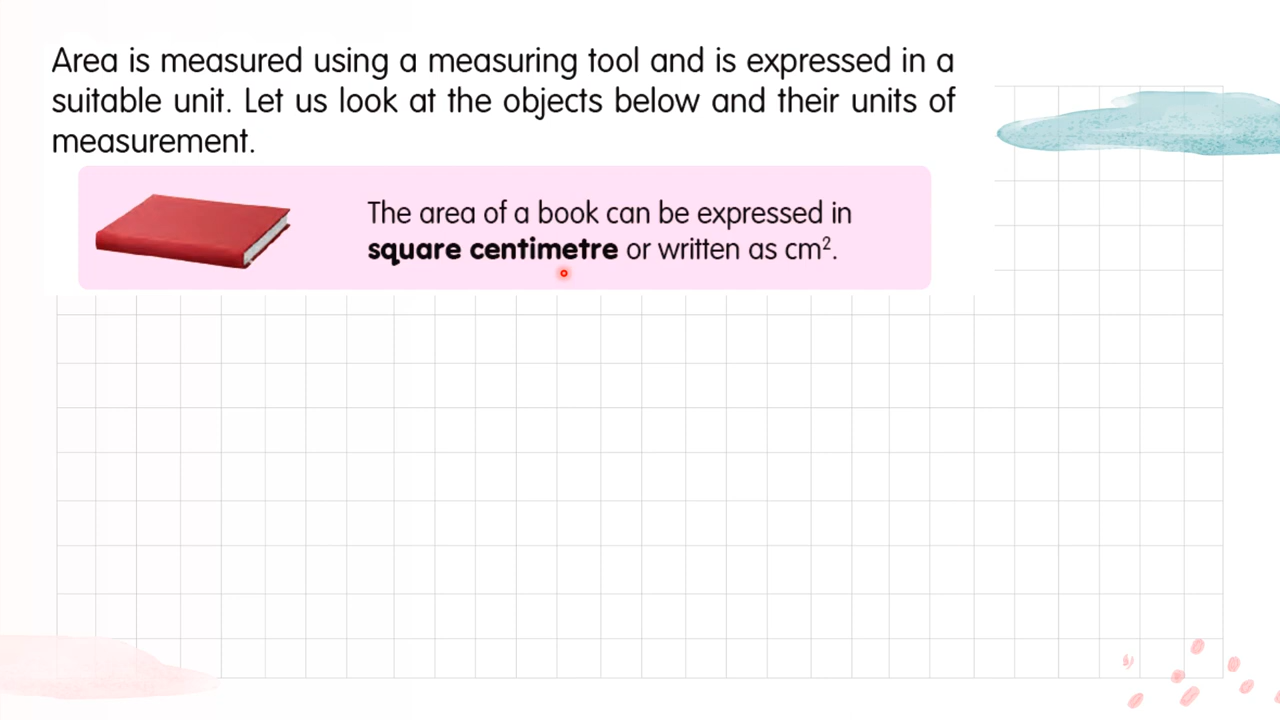 Area is measured using a measuring tool and is expressed in a
suitable unit. Let us look at the objects below and their units of
measurement.
The area of a book can be expressed in
square centimetre or written as cm².